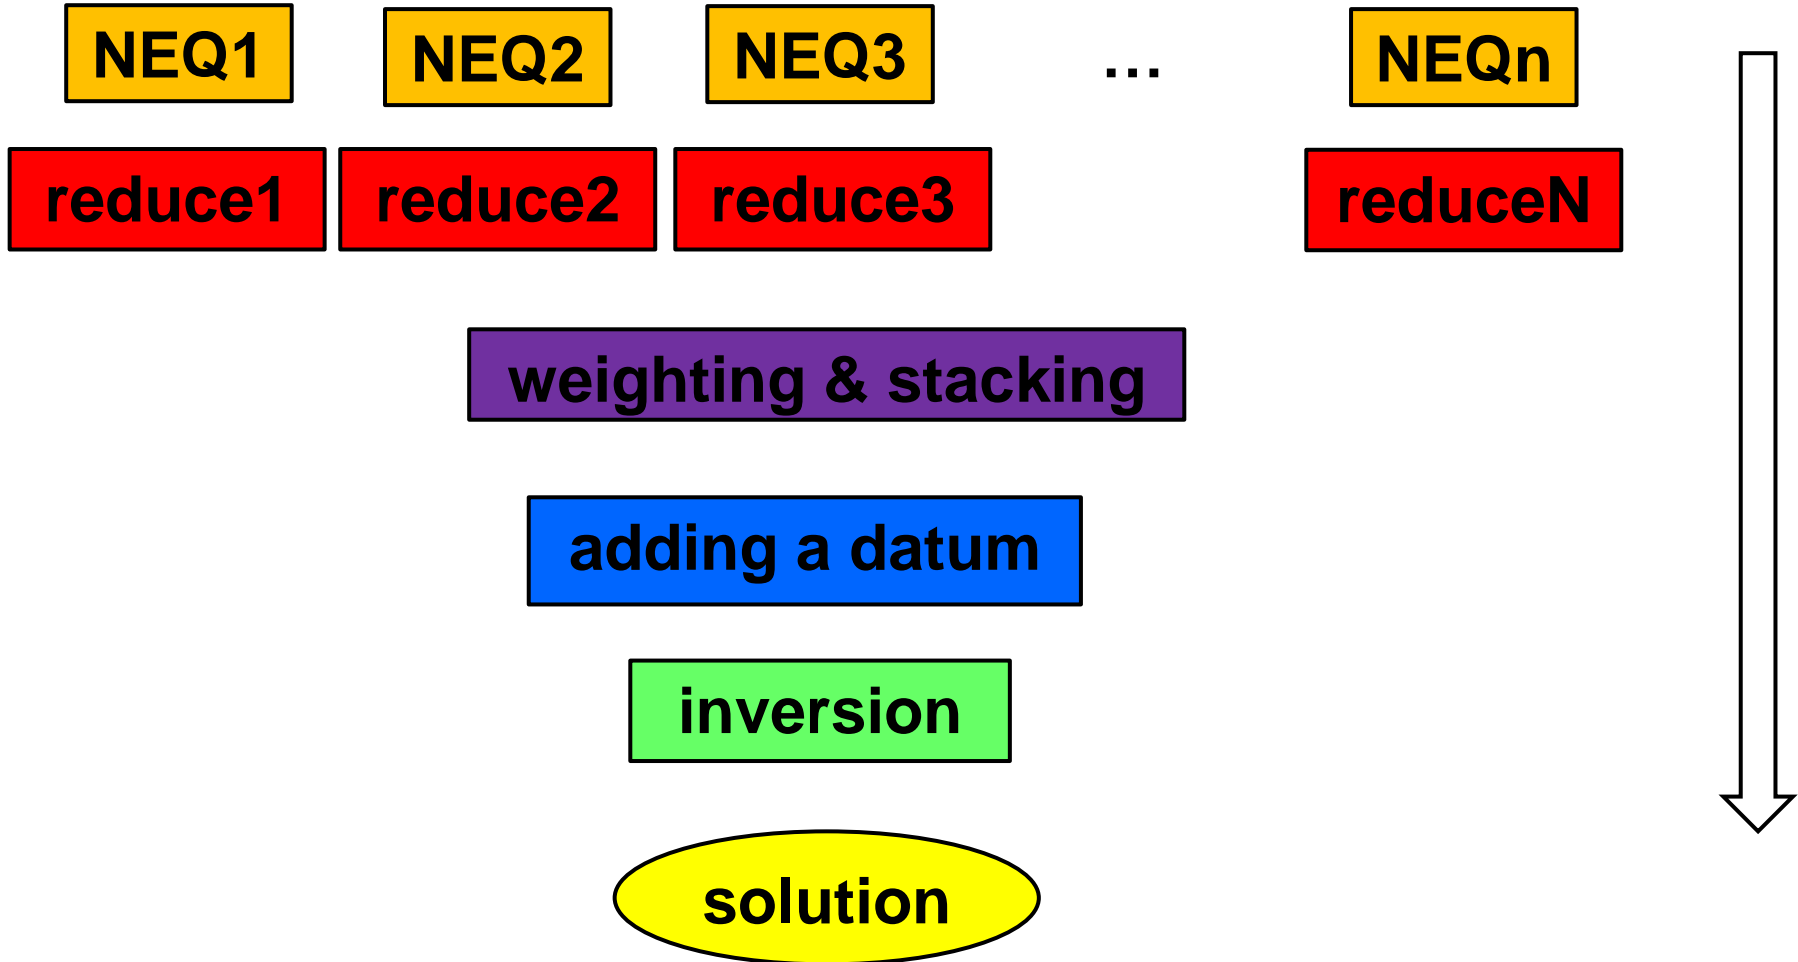 NEQ1 NEQ2 NEQ3 ... NEQn
reduce1 reduce2 reduce3 reduceN
weighting & stacking
adding a datum
inversion
solution